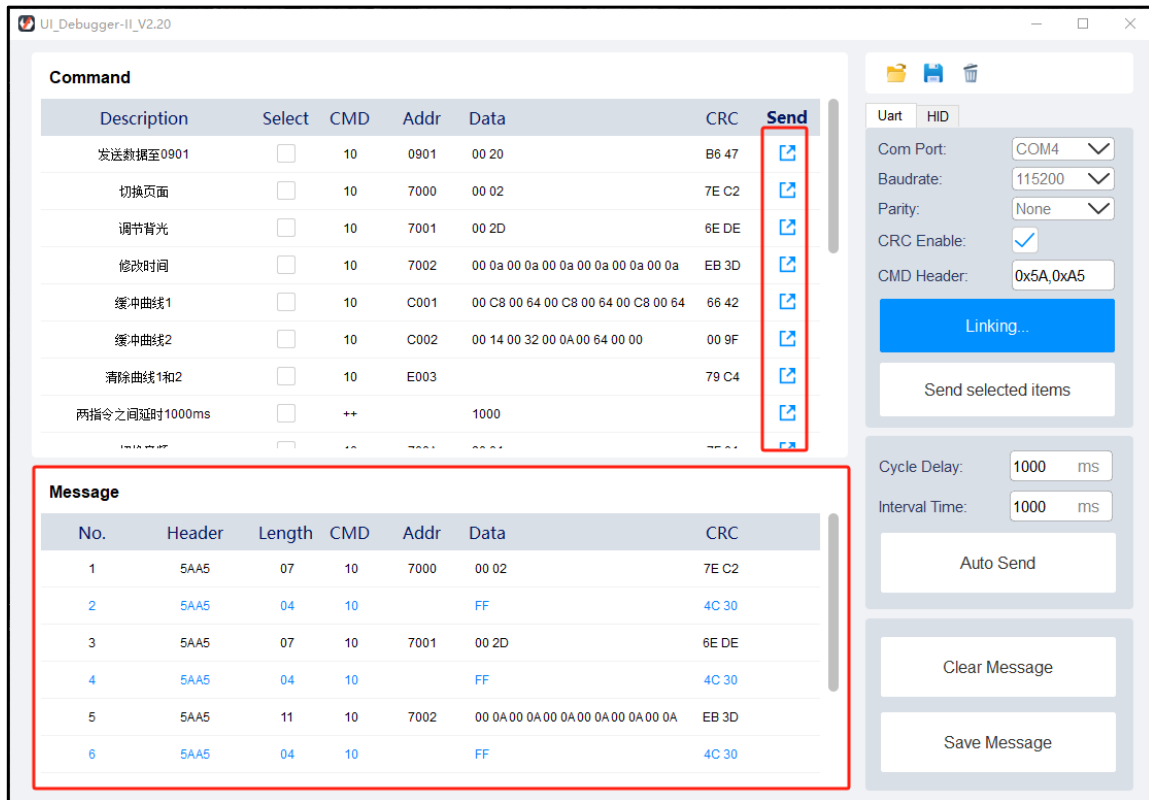 UI_Debugger-II_V2.20
Command
Description Select CMD Addr Data CRC Send
发送数据至0901 10 0901 00 20 B6 47
切换页面 10 7000 00 02 7E C2
调节背光 10 7001 00 2D 6E DE
修改时间 10 7002 00 0a 00 0a 00 0a 00 0a 00 0a 00 0a EB 3D
缓冲曲线1 10 C001 00 C8 00 64 00 C8 00 64 00 C8 00 64 66 42
缓冲曲线2 10 C002 00 14 00 32 00 0A 00 64 00 00 00 9F
清除曲线1和2 10 E003 79 C4
两指令之间延时1000ms ++ 1000
Message
No. Header Length CMD Addr Data CRC
1 5AA5 07 10 7000 00 02 7E C2
2 5AA5 04 10 FF 4C 30
3 5AA5 07 10 7001 00 2D 6E DE
4 5AA5 04 10 FF 4C 30
5 5AA5 11 10 7002 00 0A 00 0A 00 0A 00 0A 00 0A 00 0A EB 3D
6 5AA5 04 10 FF 4C 30
Uart HID
Com Port: COM4
Baudrate: 115200
Parity: None
CRC Enable:
CMD Header: 0x5A,0xA5
Linking...
Send selected items
Cycle Delay: 1000 ms
Interval Time: 1000 ms
Auto Send
Clear Message
Save Message